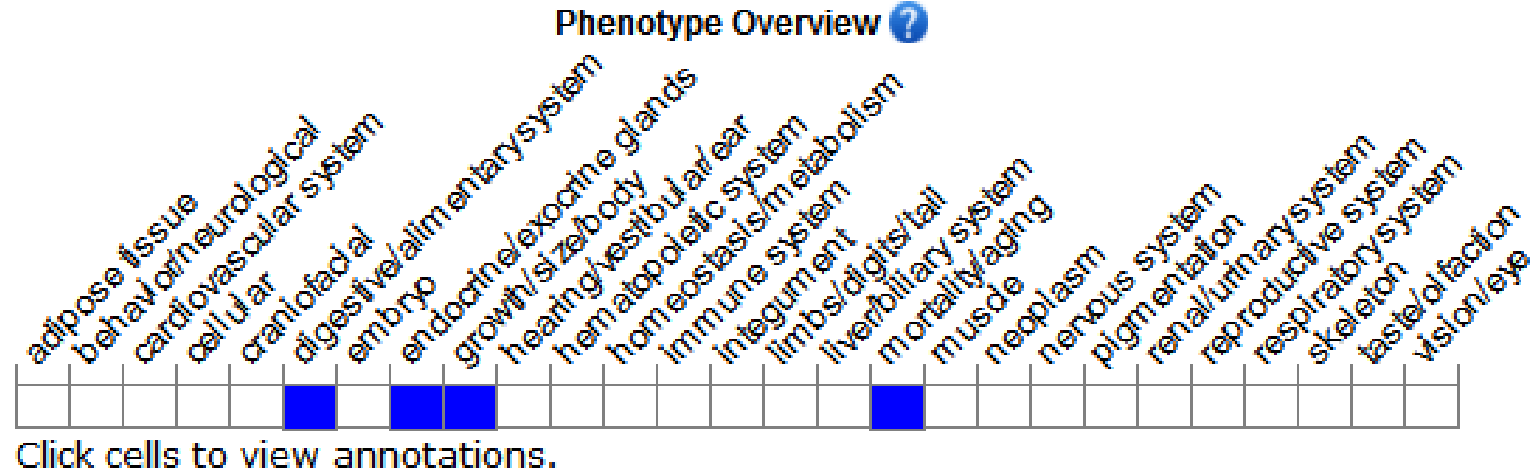 Phenotype Overview ?
adipose tissue
behavior/neurological
cardiovascular system
cellular
craniofacial
digestive/alimentary system
embryo
endocrine/exocrine glands
growth/size/body
hearing/vestibular/ear
hematopoietic system
homeostasis/metabolism
immune system
integument
limbs/digits/tail
liver/biliary system
mortality/aging
muscle
neoplasm
nervous system
pigmentation
renal/urinary system
reproductive system
respiratory system
skeleton
taste/olfaction
vision/eye
Click cells to view annotations.